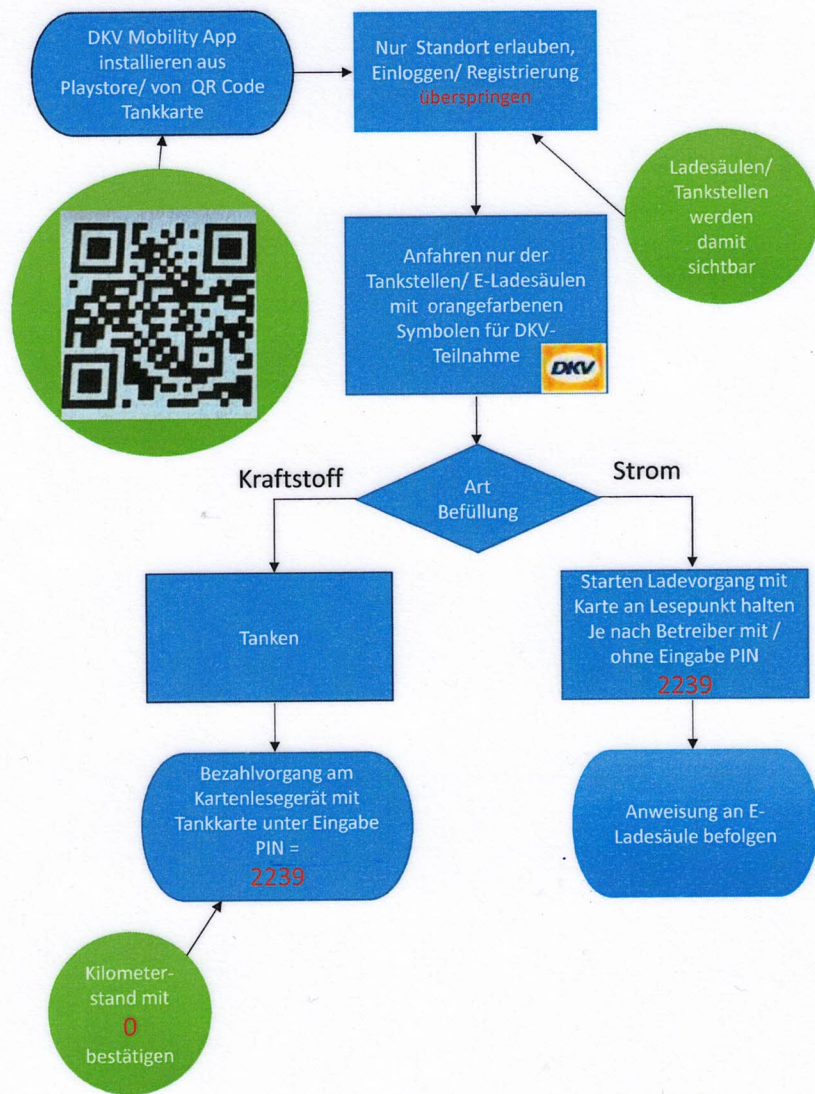 DKV Mobility App
installieren aus
Playstore/ von QR Code
Tankkarte
Nur Standort erlauben,
Einloggen/ Registrierung
überspringen
Ladesäulen/
Tankstellen
werden
damit
sichtbar
Anfahren nur der
Tankstellen/ E-Ladesäulen
mit orangefarbenen
Symbolen für DKV-
Teilnahme
DKV
Kraftstoff
Art
Befüllung
Strom
Tanken
Starten Ladevorgang mit
Karte an Lesepunkt halten
Je nach Betreiber mit /
ohne Eingabe PIN
2239
Bezahlvorgang am
Kartenlesegerät mit
Tankkarte unter Eingabe
PIN =
2239
Anweisung an E-
Ladesäule befolgen
Kilometer-
stand mit
0
bestätigen